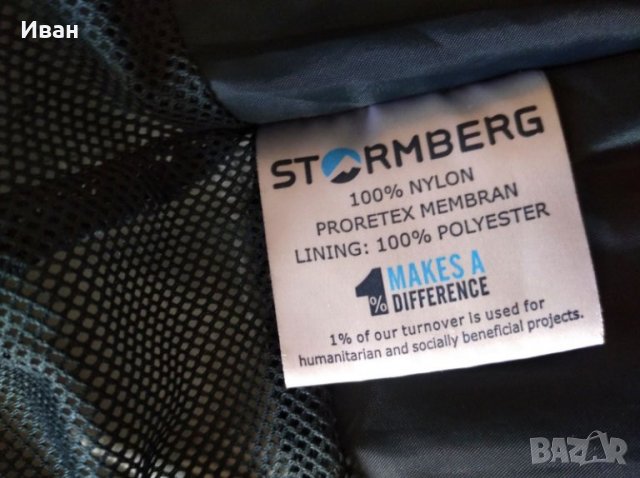 Иван
STORMBERG
100% NYLON
PRORETEX MEMBRAN
LINING: 100% POLYESTER
1% MAKES A
DIFFERENCE
1% of our turnover is used for
humanitarian and socially beneficial projects.
BAZAR